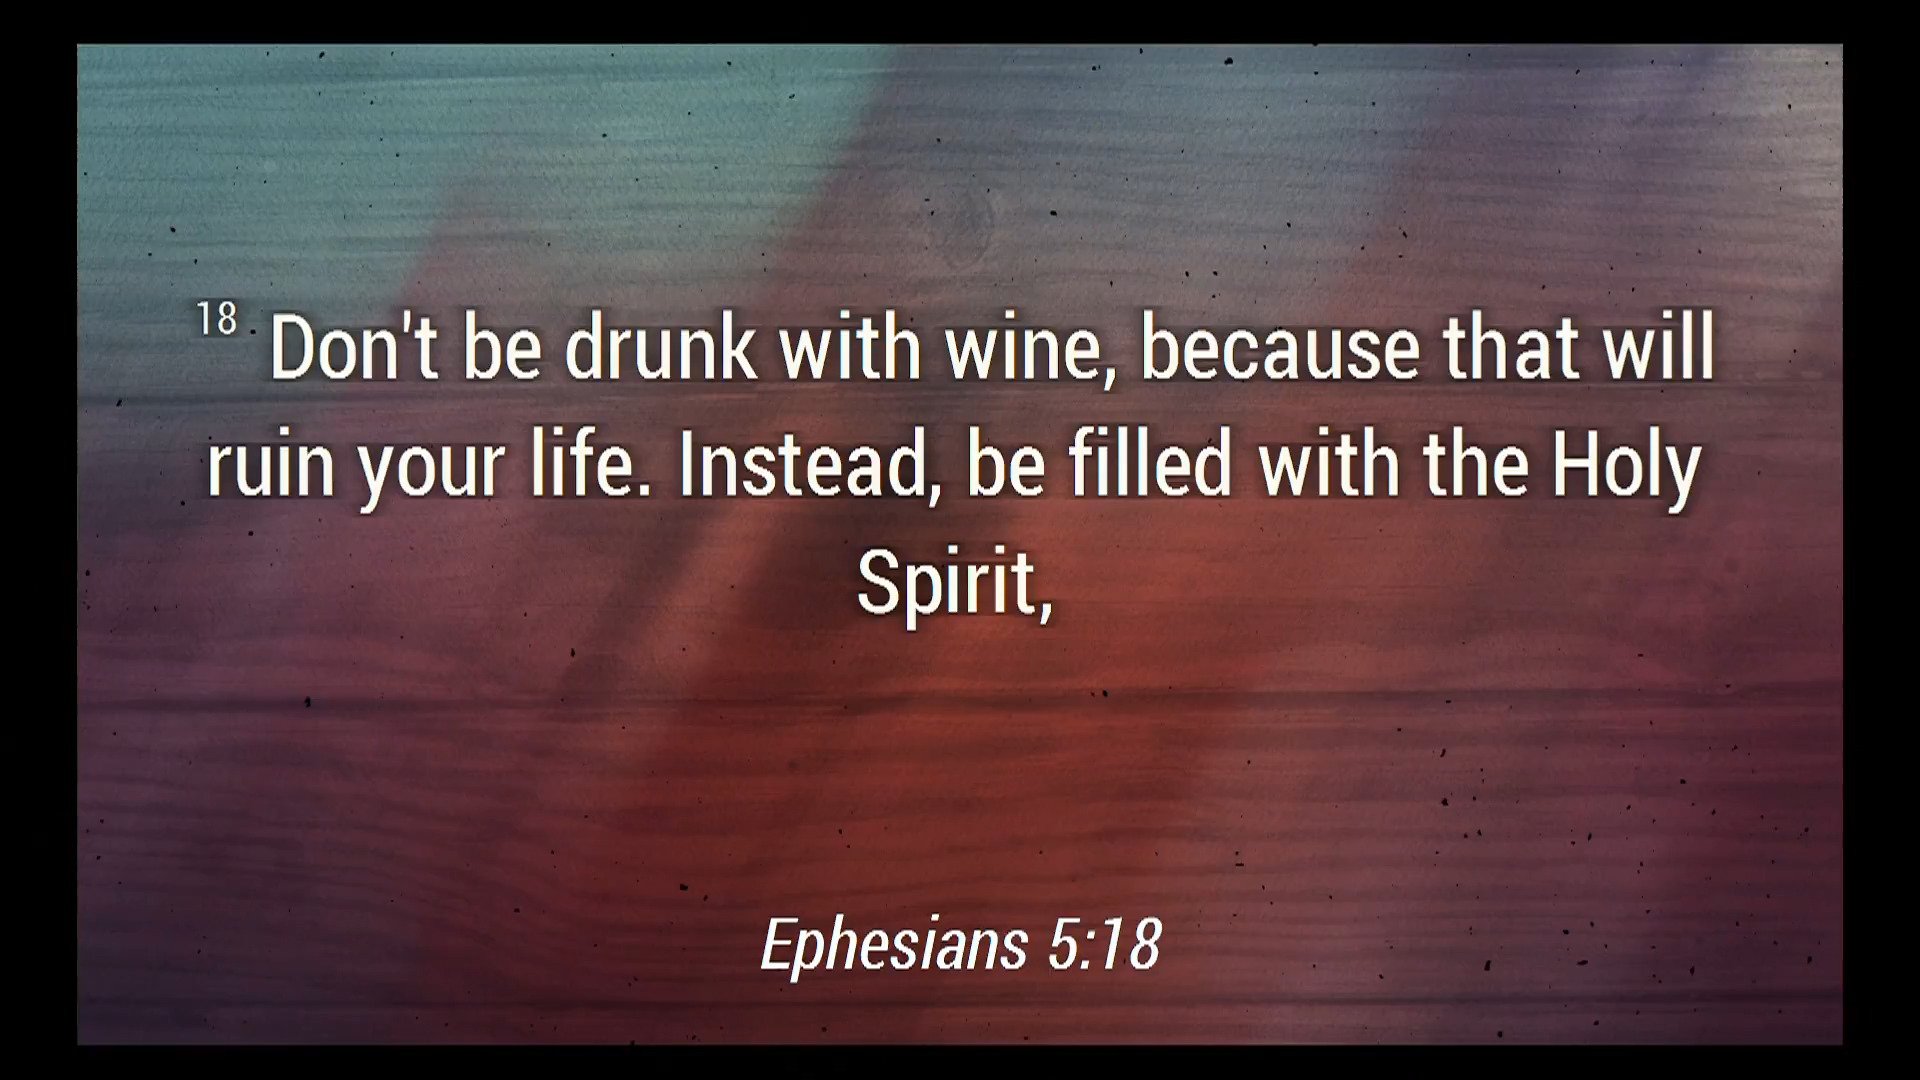 18 Don't be drunk with wine, because that will
ruin your life. Instead, be filled with the Holy
Spirit,
Ephesians 5:18